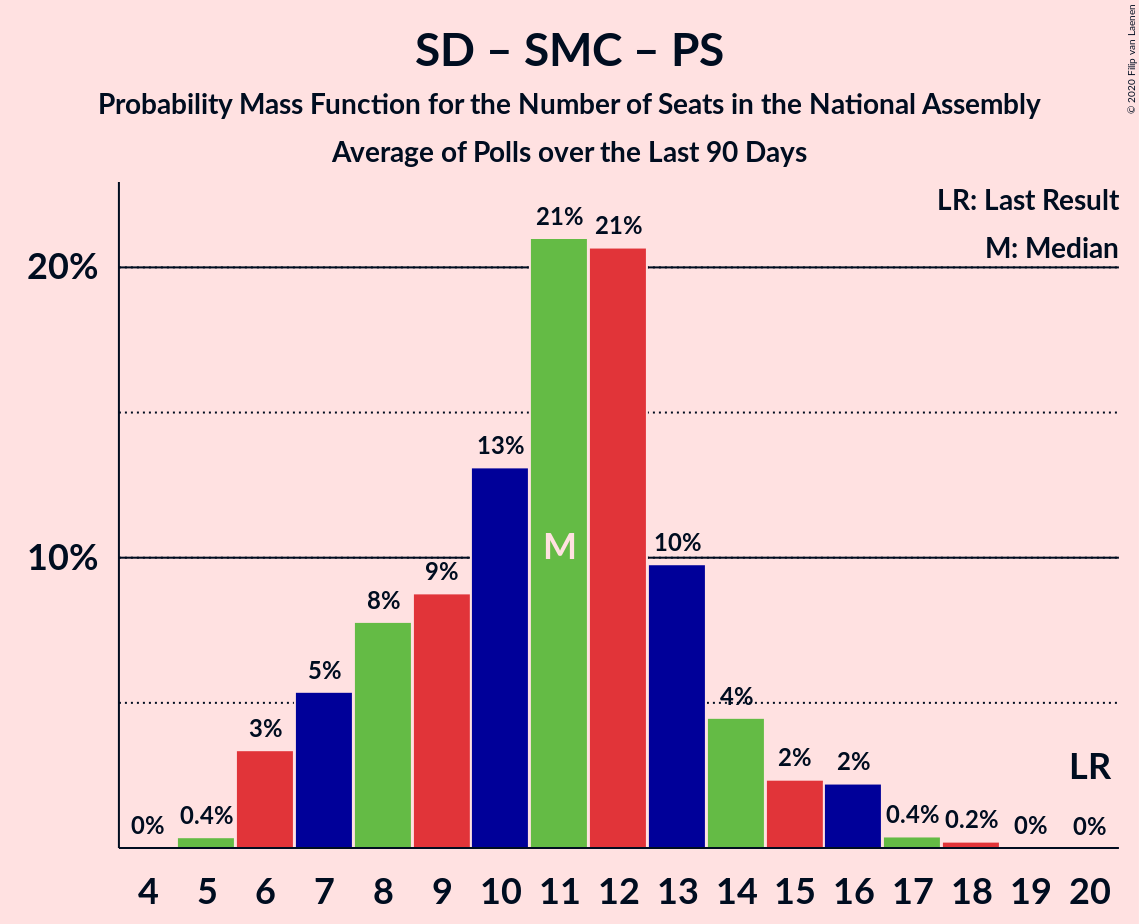 SD – SMC – PS
Probability Mass Function for the Number of Seats in the National Assembly
Average of Polls over the Last 90 Days
© 2020 Filip van Laenen
LR: Last Result
M: Median
20%
10%
0%
0.4%
3%
5%
8%
9%
13%
21%
21%
10%
4%
2%
2%
0.4%
0.2%
0%
0%
M
LR
4 5 6 7 8 9 10 11 12 13 14 15 16 17 18 19 20